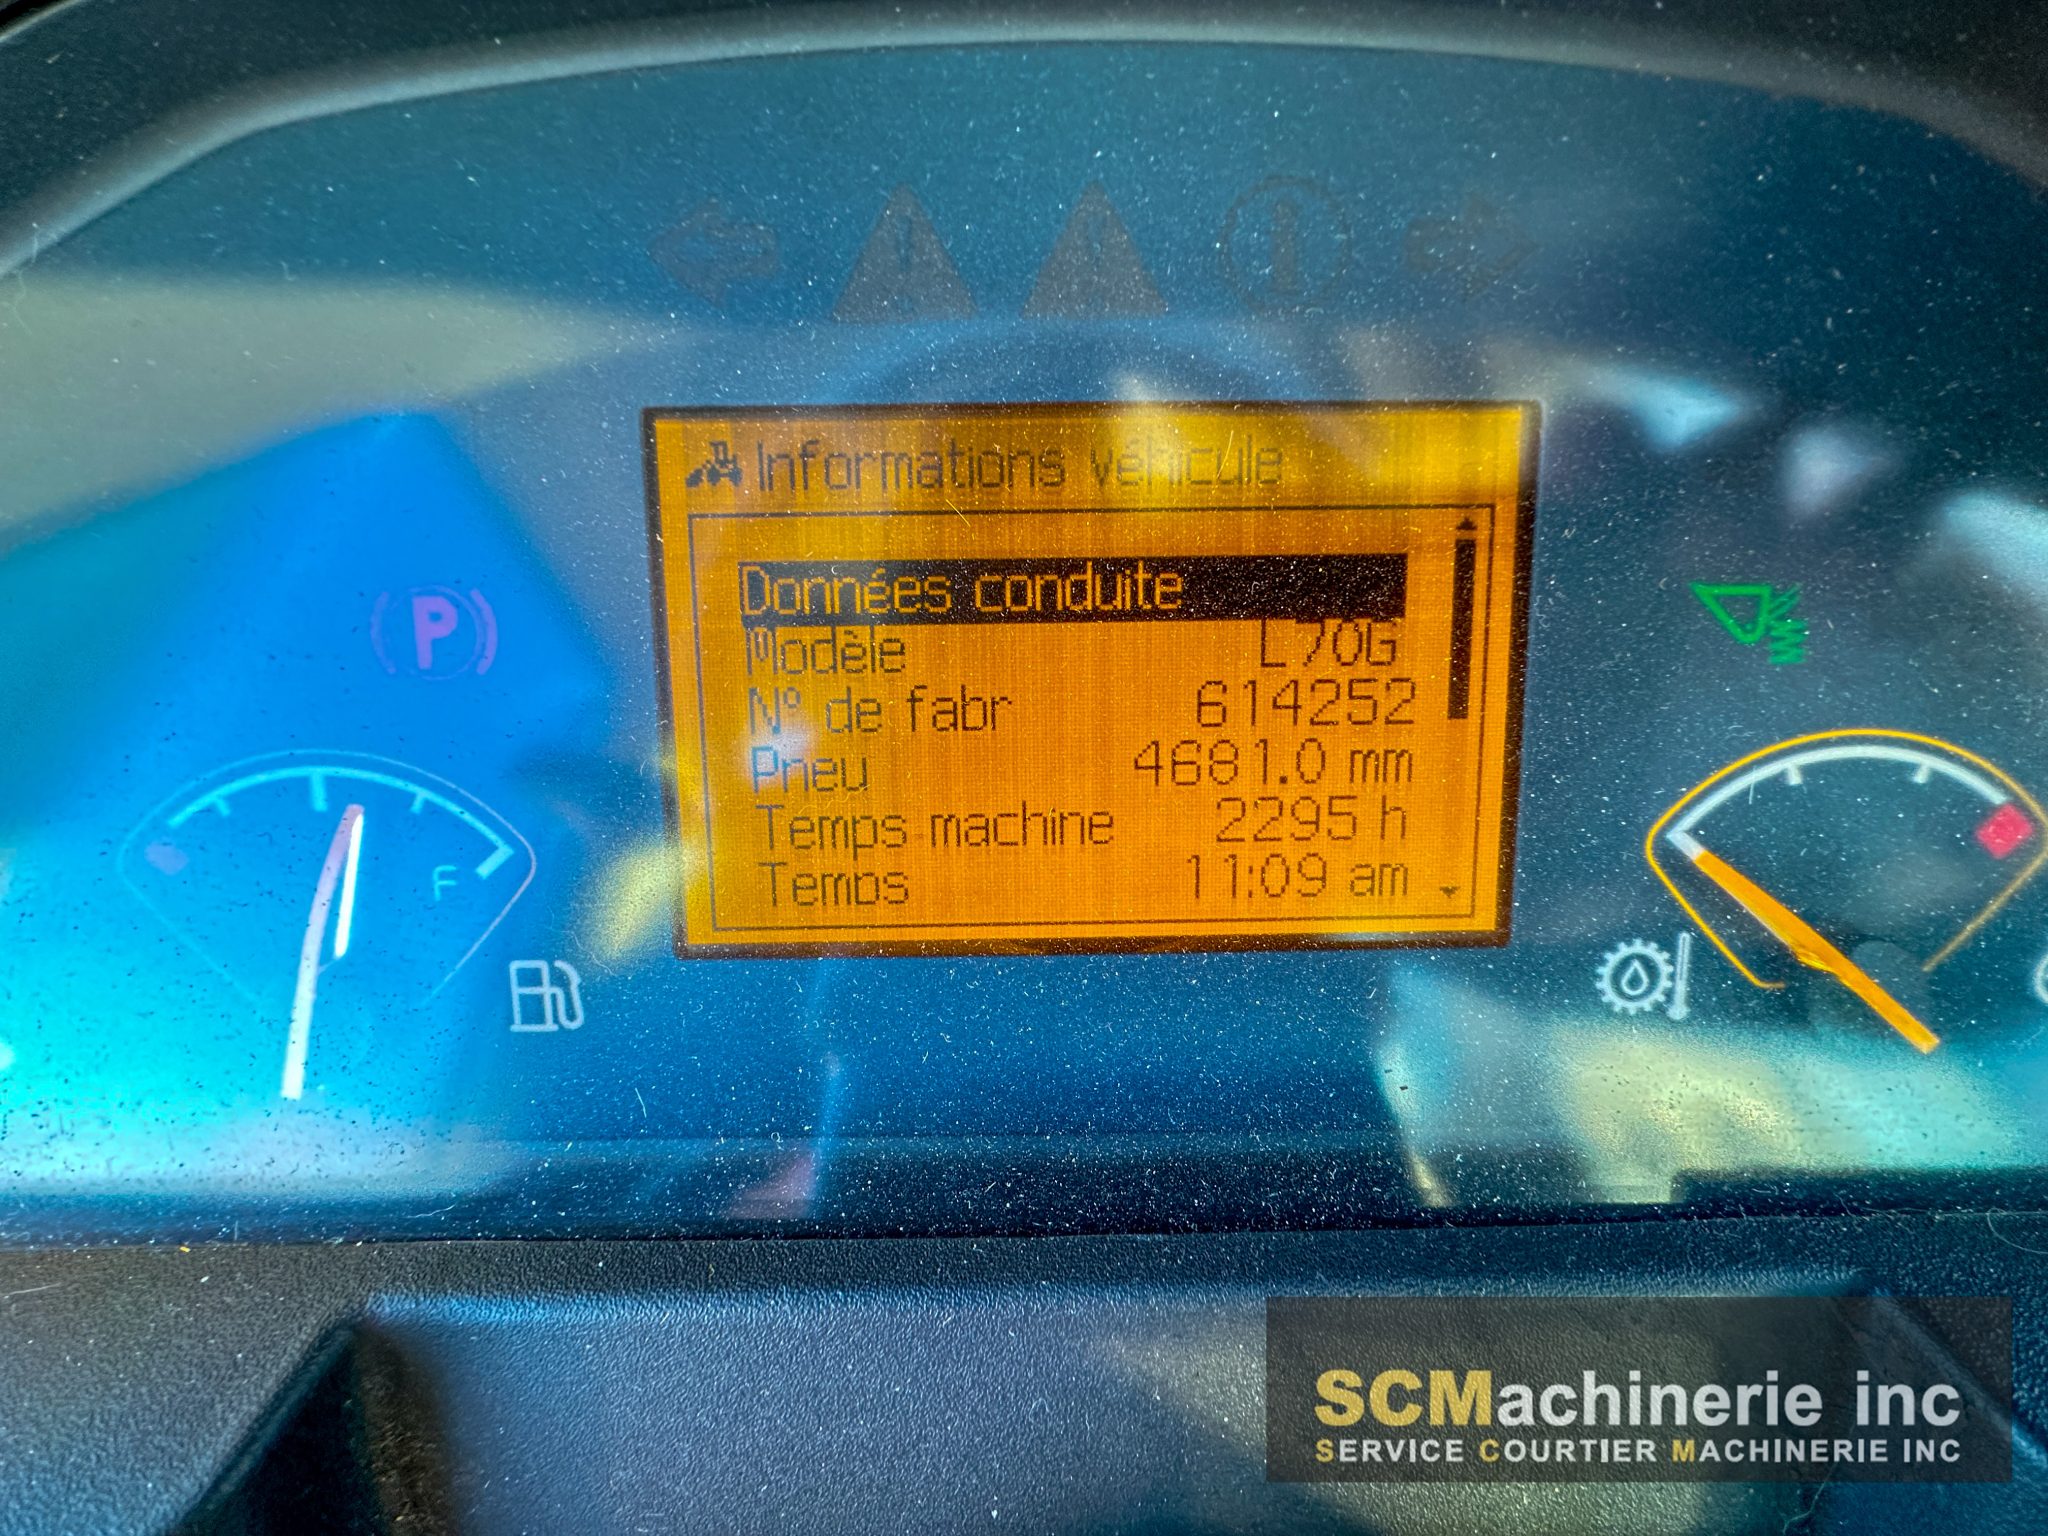 Informations véhicule
Données conduite
Modèle L70G
N° de fabr 614252
Pneu 4681.0 mm
Temps machine 2295 h
Temps 11:09 am
P
F
SCMachinerie inc
SERVICE COURTIER MACHINERIE INC